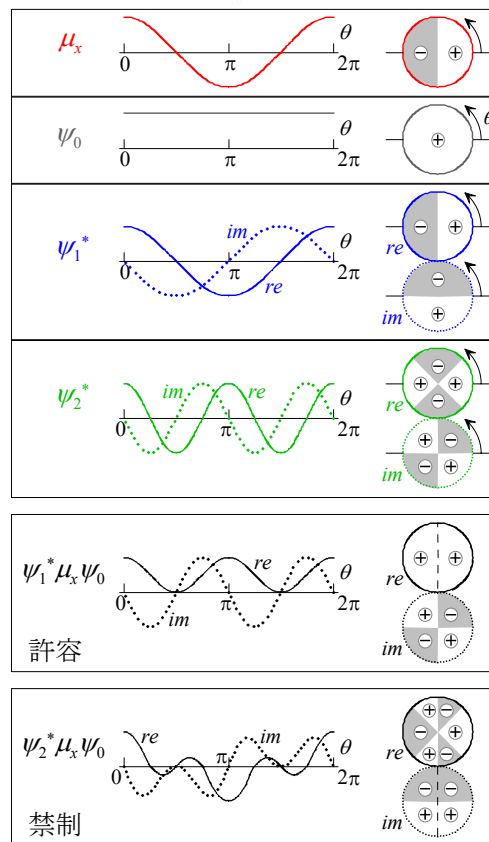 μx
θ
0 π 2π
− +
ψ0
θ
0 π 2π
+
θ
ψ1*
im
θ
0 π 2π
re
− +
re
−
+
im
ψ2*
im re
θ
0 π 2π
−
+ +
−
re
+ −
− +
im
ψ1*μxψ0
re
θ
0 π 2π
im
許容
+ +
re
+ −
− +
im
ψ2*μxψ0
re
im
θ
0 π 2π
禁制
+ −
− +
+ −
re
− −
+ +
im